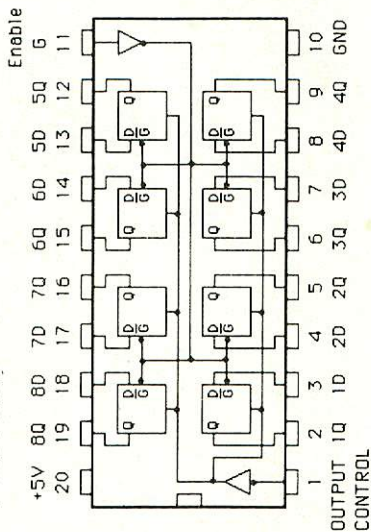 Enable
+5V 8Q 8D 7D 7Q 6Q 6D 5D 5Q G
20 19 18 17 16 15 14 13 12 11
Q D D Q Q D D Q
G G G G
G G G G
Q D D Q Q D D Q
1 2 3 4 5 6 7 8 9 10
OUTPUT 1Q 1D 2D 2Q 3Q 3D 4D 4Q GND
CONTROL